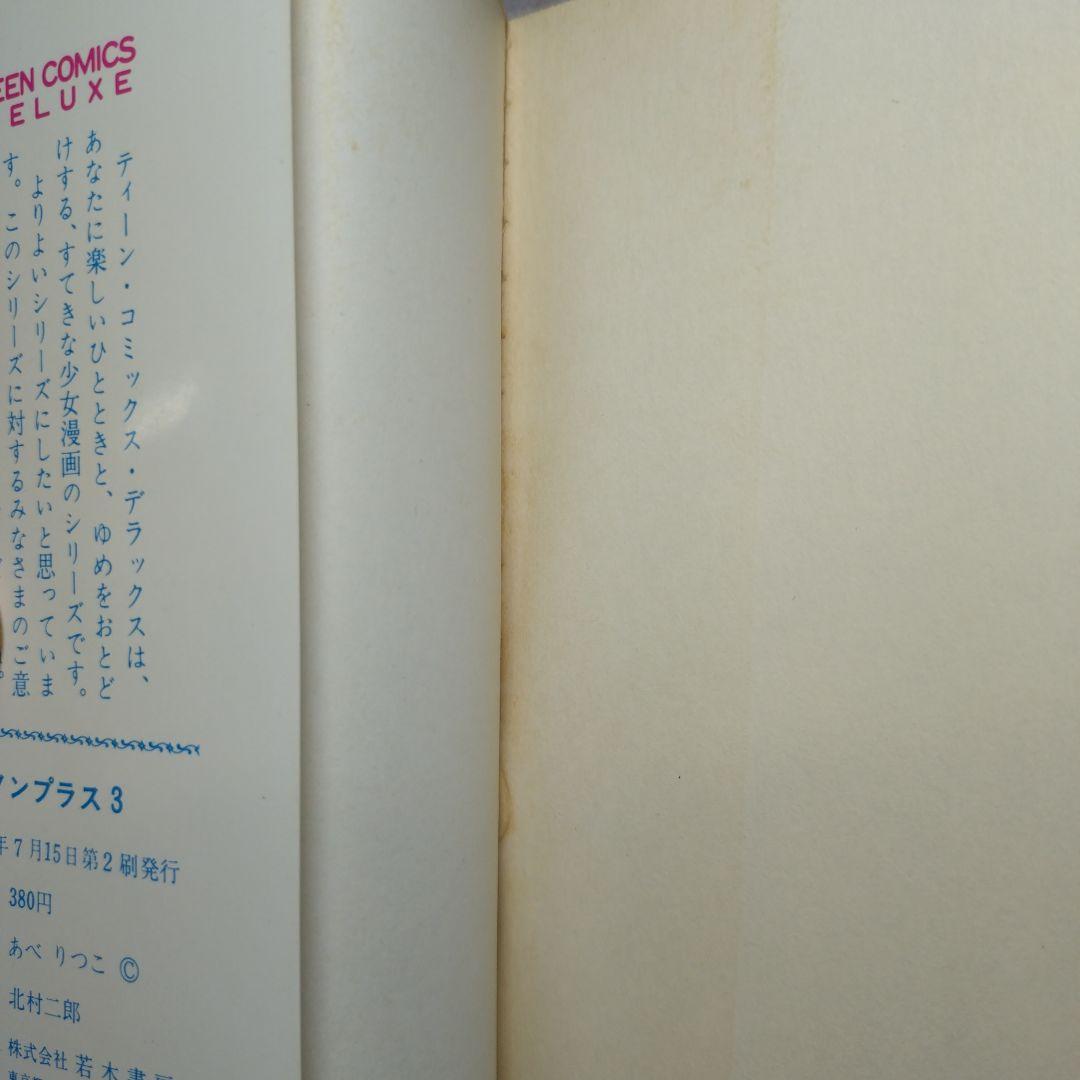 EEN COMICS
ELUXE
ティーン・コミックス・デラックスは、
あなたに楽しいひとときと、ゆめをおとど
けする、すてきな少女漫画のシリーズです。
よりよいシリーズにしたいと思っていま
す。このシリーズに対するみなさまのご意
ンプラス3
年7月15日第2刷発行
380円
あべ りつこ ©
北村二郎
株式会社 若木書房